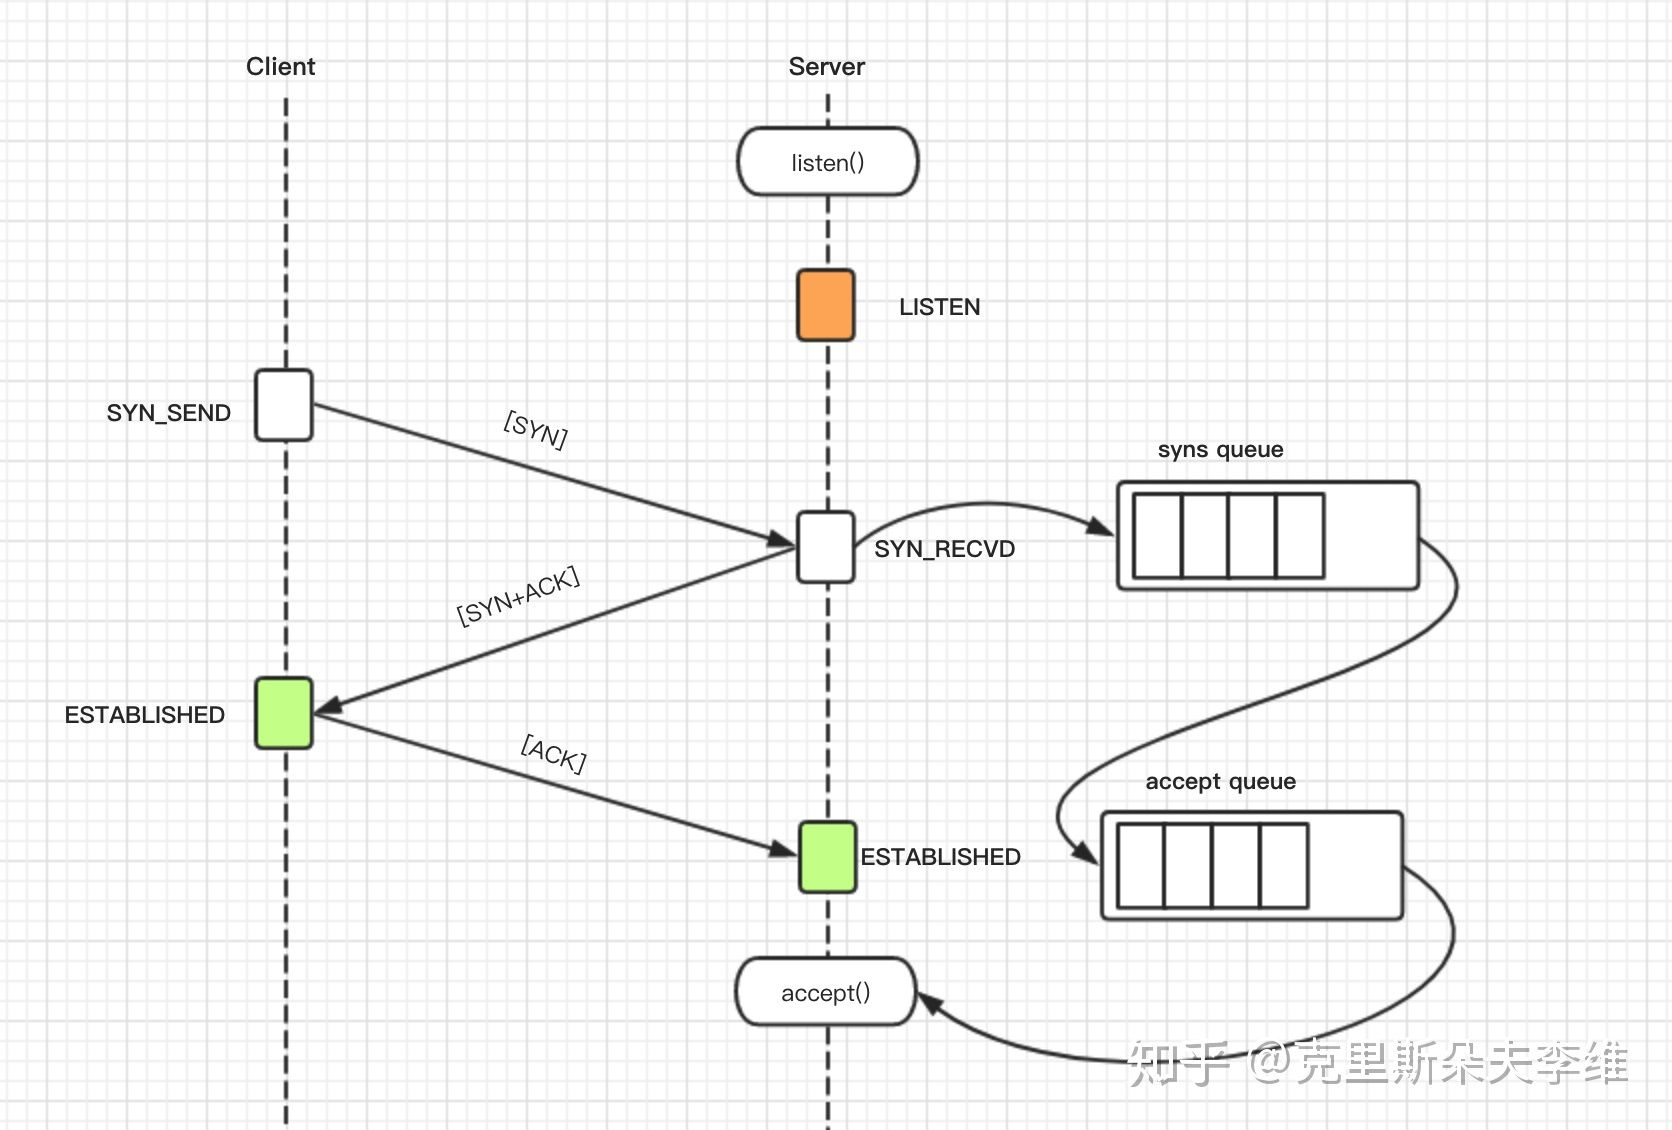 Client
Server
listen()
LISTEN
SYN_SEND
[SYN]
syns queue
SYN_RECVD
[SYN+ACK]
ESTABLISHED
[ACK]
accept queue
ESTABLISHED
accept()
知乎 @克里斯朵夫李维